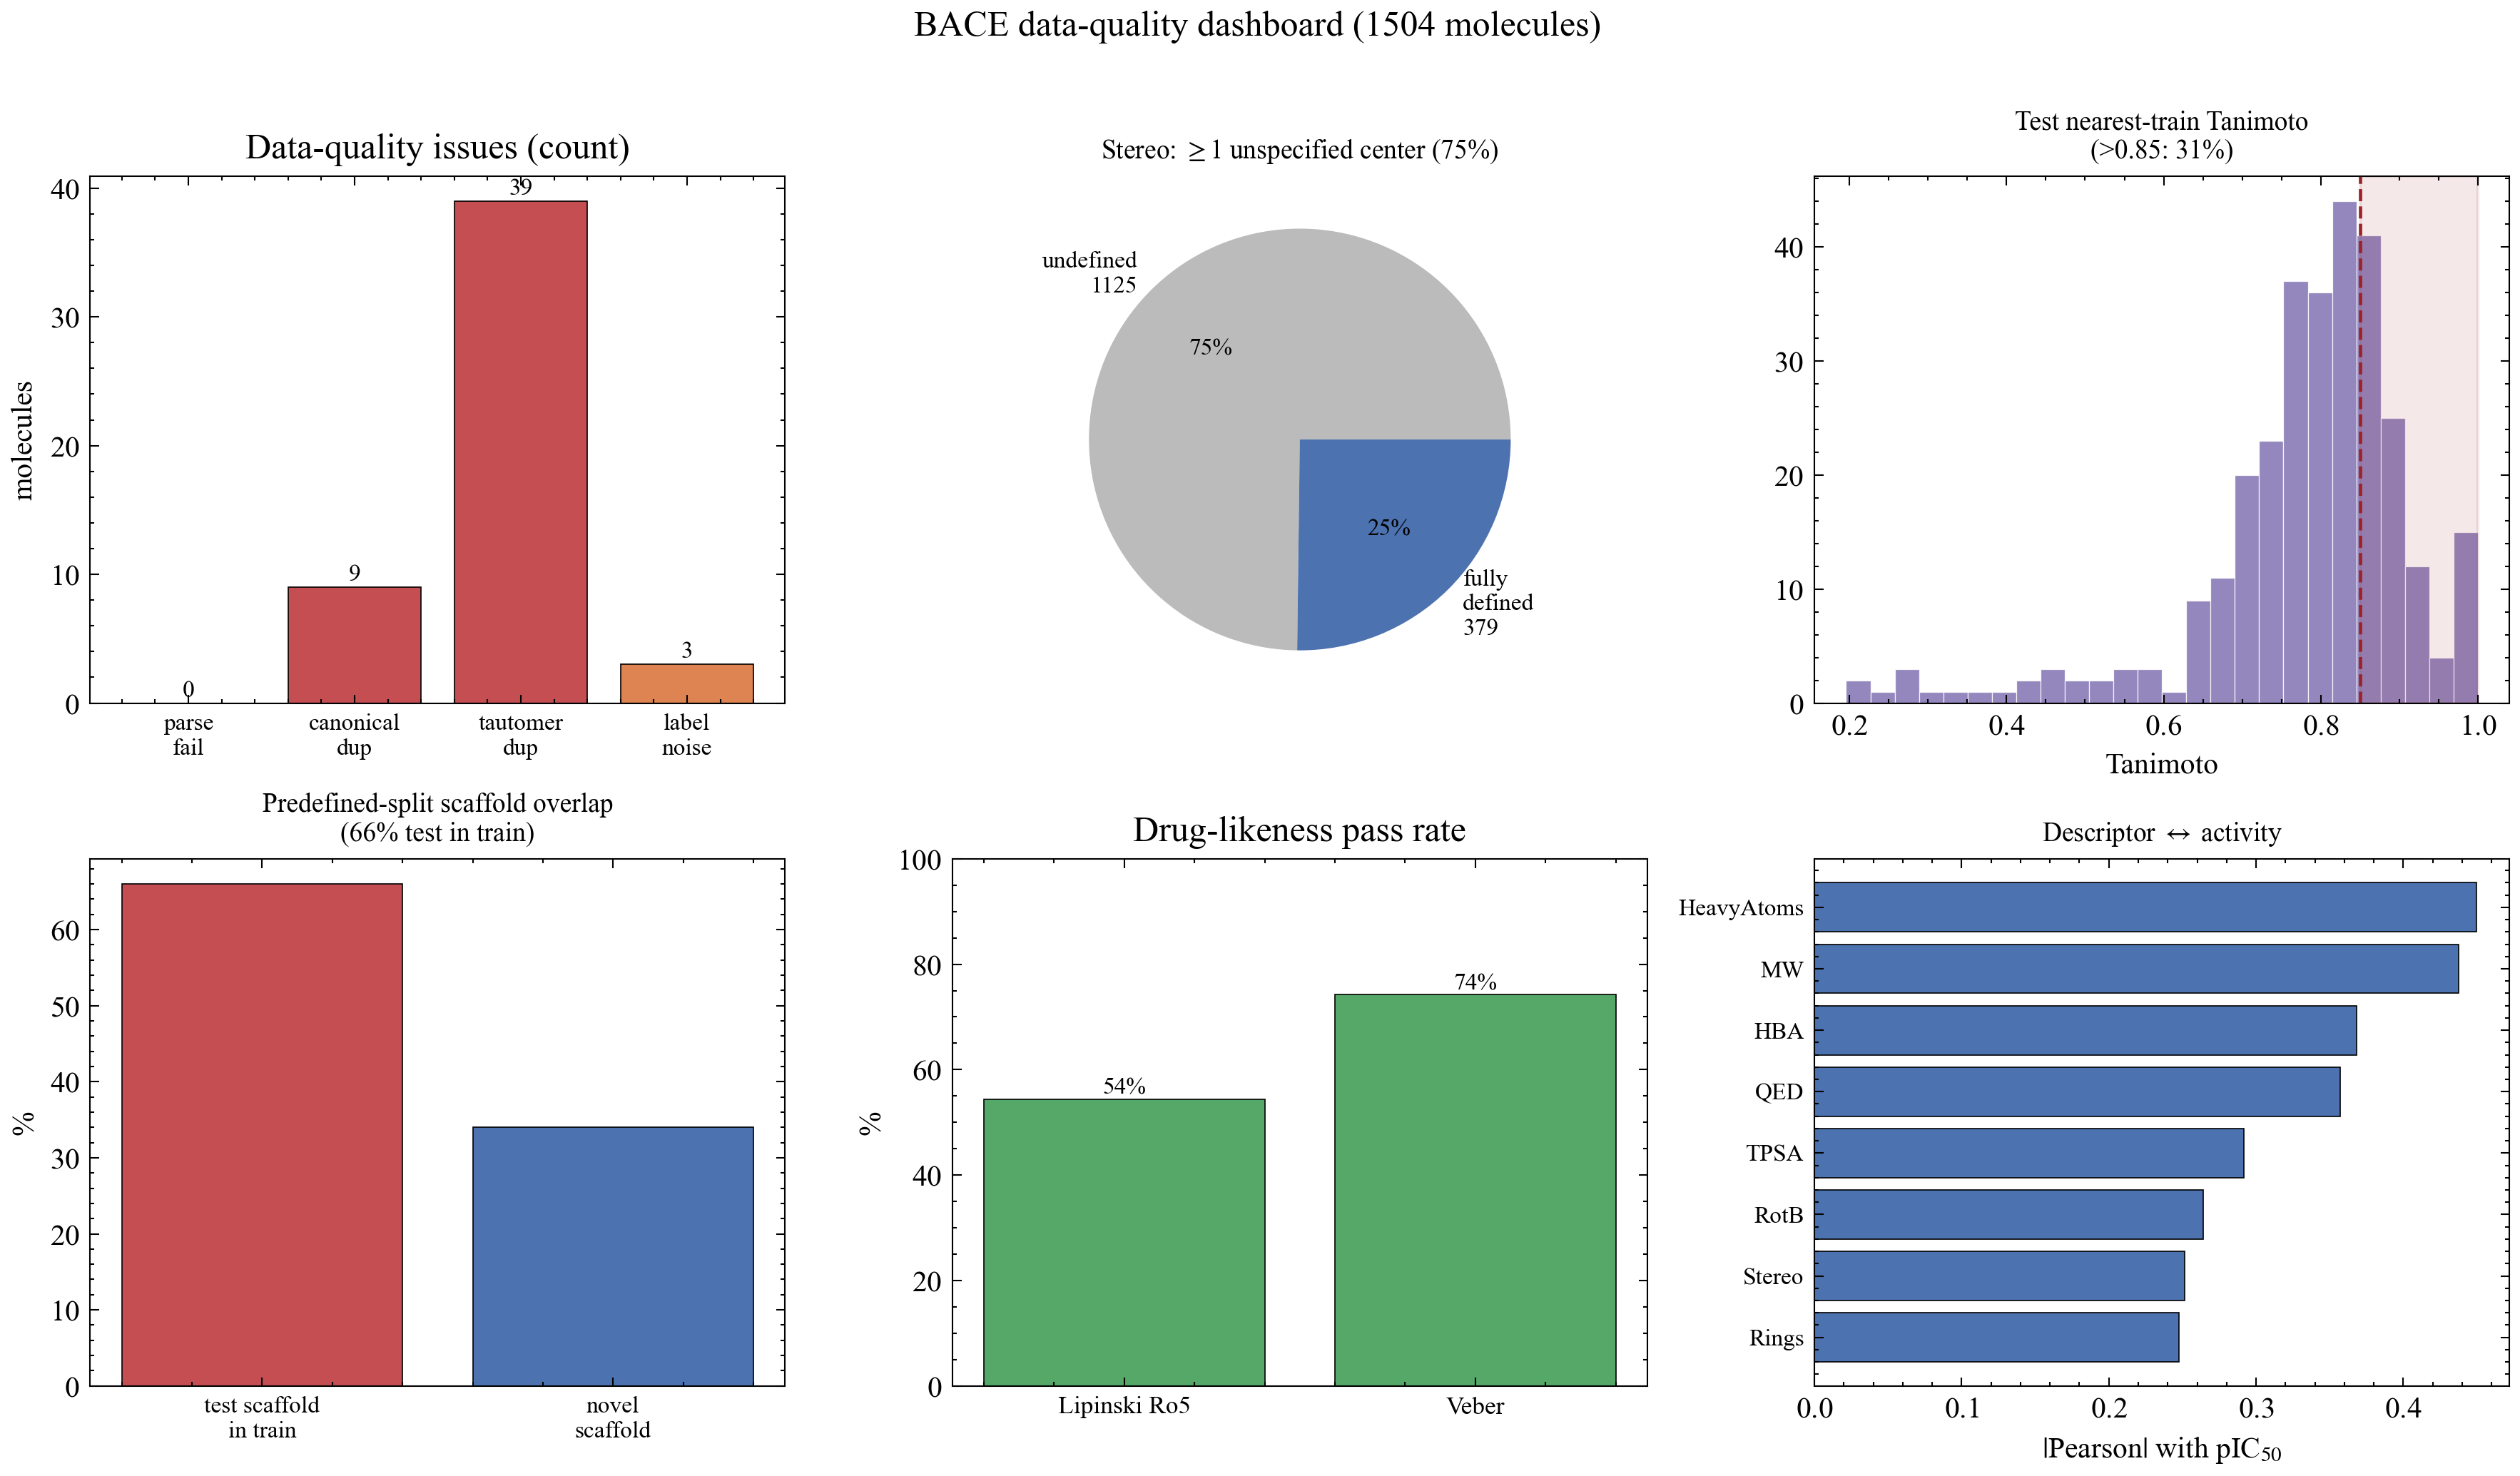 BACE data-quality dashboard (1504 molecules)
Data-quality issues (count)
molecules
40
30
20
10
0
0
9
39
3
parse
fail
canonical
dup
tautomer
dup
label
noise
Stereo: ≥1 unspecified center (75%)
undefined
1125
75%
25%
fully
defined
379
Test nearest-train Tanimoto
(>0.85: 31%)
40
30
20
10
0
0.2
0.4
0.6
0.8
1.0
Tanimoto
Predefined-split scaffold overlap
(66% test in train)
%
60
50
40
30
20
10
0
test scaffold
in train
novel
scaffold
Drug-likeness pass rate
%
100
80
60
40
20
0
54%
74%
Lipinski Ro5
Veber
Descriptor ↔ activity
HeavyAtoms
MW
HBA
QED
TPSA
RotB
Stereo
Rings
0.0
0.1
0.2
0.3
0.4
|Pearson| with pIC₅₀